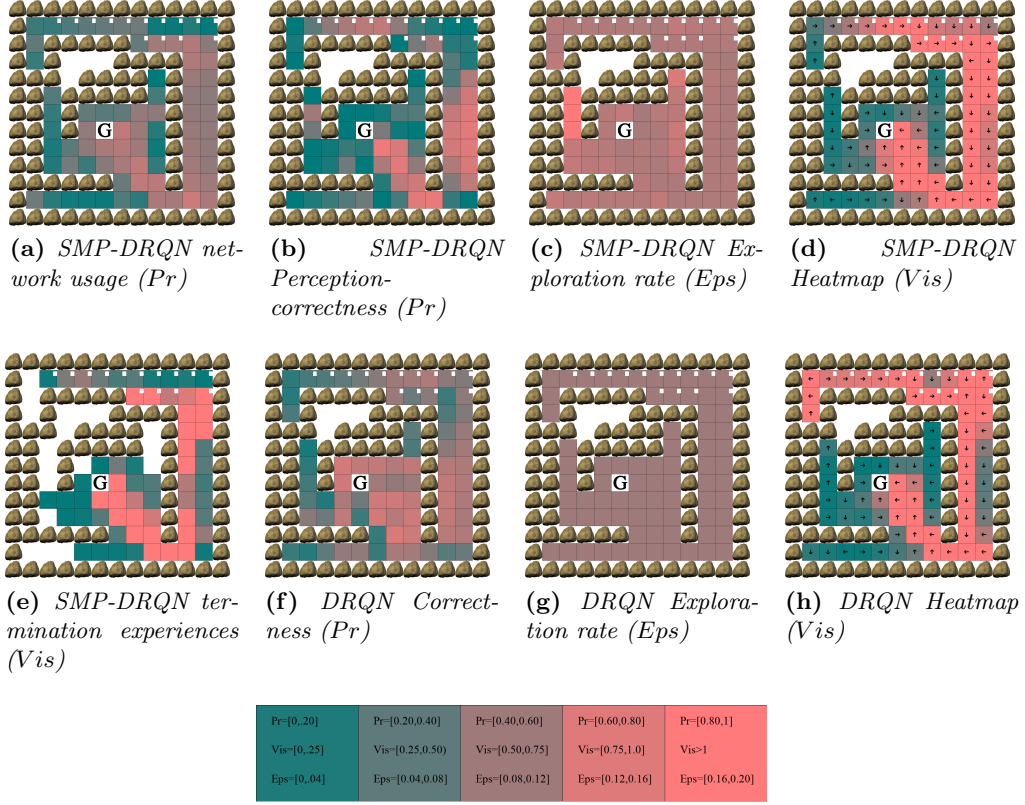 G
G
G
G
(a) SMP-DRQN net-
work usage (Pr)
(b) SMP-DRQN
Perception-
correctness (Pr)
(c) SMP-DRQN Ex-
ploration rate (Eps)
(d) SMP-DRQN
Heatmap (Vis)
G
G
G
G
(e) SMP-DRQN ter-
mination experiences
(Vis)
(f) DRQN Correct-
ness (Pr)
(g) DRQN Explora-
tion rate (Eps)
(h) DRQN Heatmap
(Vis)
Pr=[0,.20] Pr=[0.20,0.40] Pr=[0.40,0.60] Pr=[0.60,0.80] Pr=[0.80,1]
Vis=[0,.25] Vis=[0.25,0.50) Vis=[0.50,0.75] Vis=[0.75,1.0] Vis>1
Eps=[0,.04] Eps=[0.04,0.08] Eps=[0.08,0.12] Eps=[0.12,0.16] Eps=[0.16,0.20]